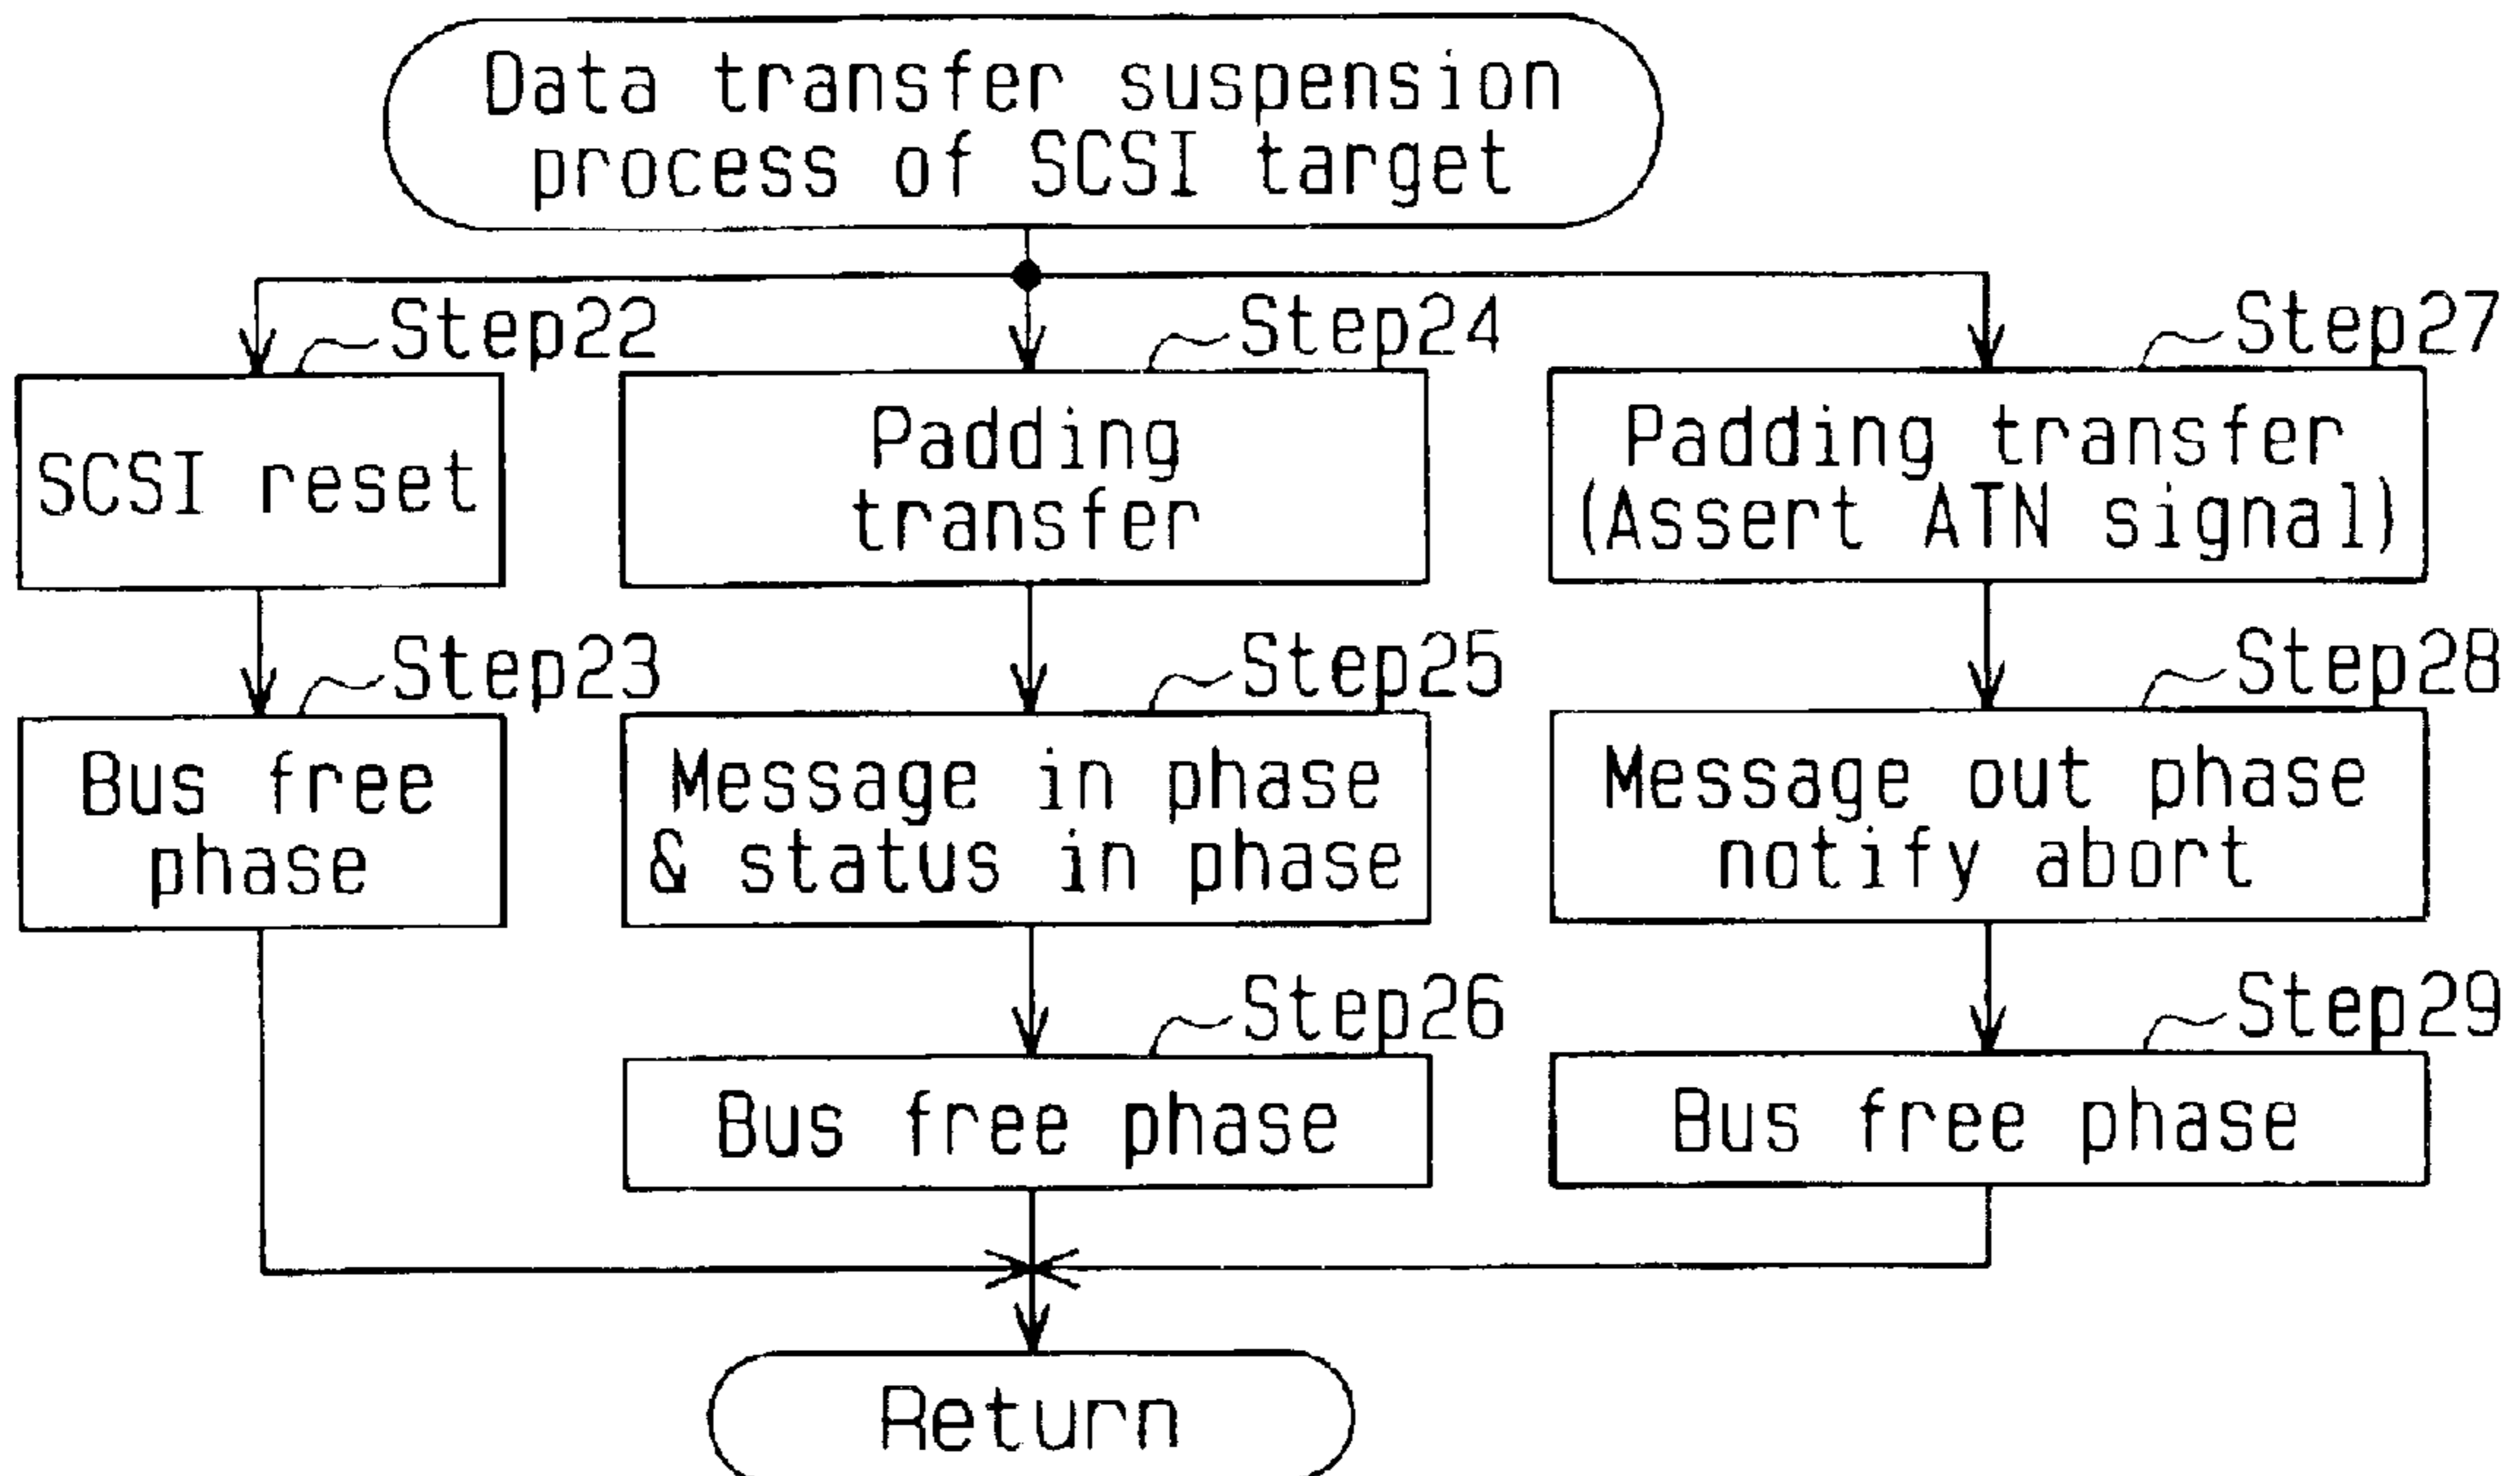 Data transfer suspension
process of SCSI target
Step22
SCSI reset
Step23
Bus free
phase
Step24
Padding
transfer
Step25
Message in phase
& status in phase
Step26
Bus free phase
Step27
Padding transfer
(Assert ATN signal)
Step28
Message out phase
notify abort
Step29
Bus free phase
Return